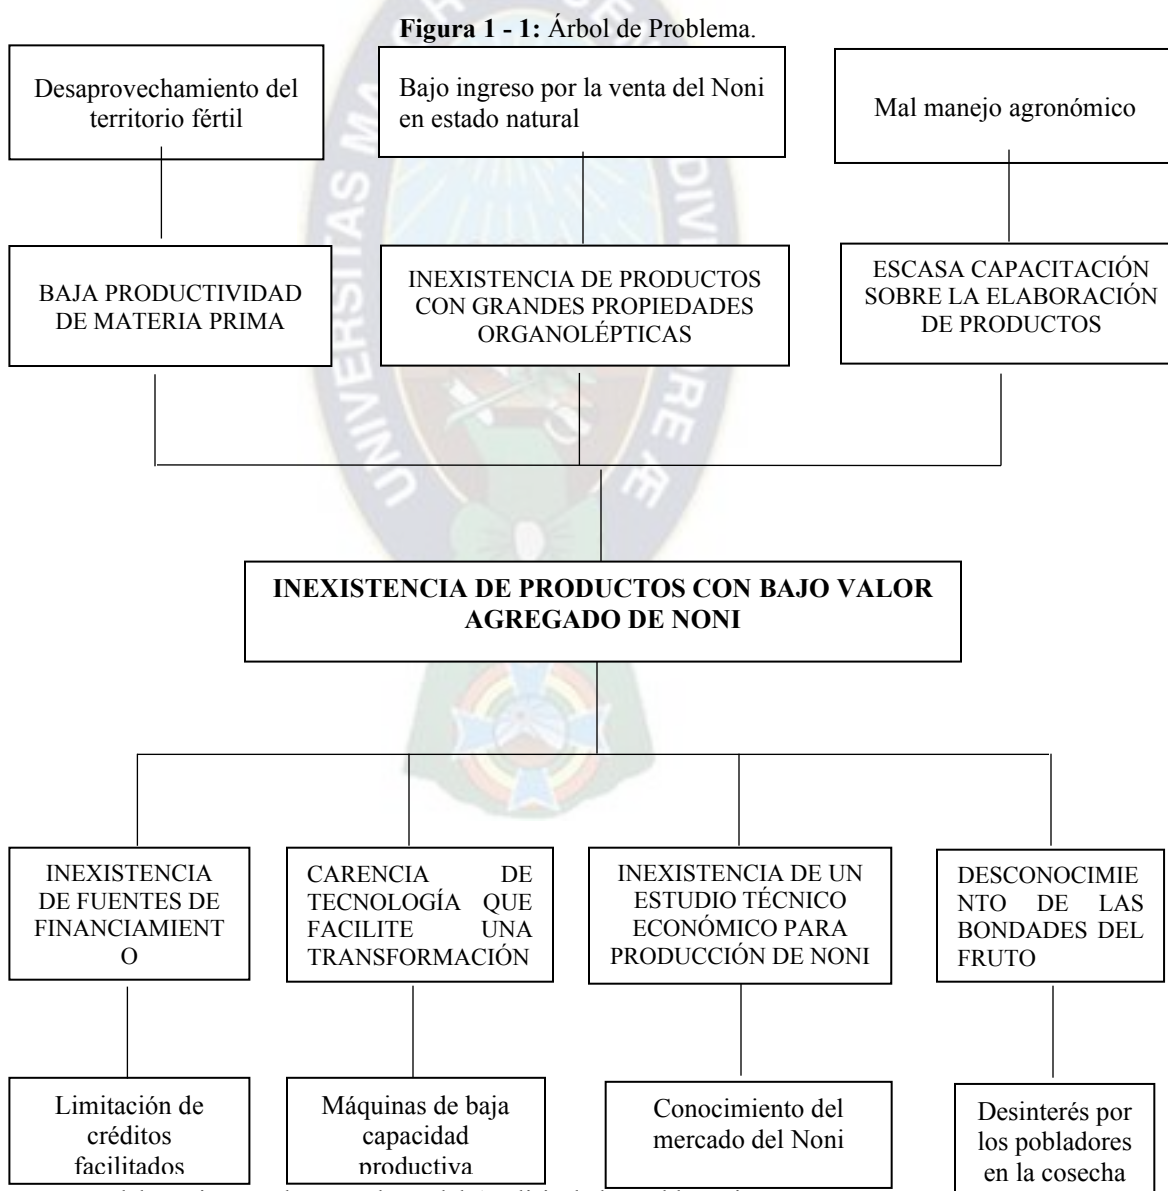 Figura 1 - 1: Árbol de Problema.
Desaprovechamiento del
territorio fértil
Bajo ingreso por la venta del Noni
en estado natural
Mal manejo agronómico
BAJA PRODUCTIVIDAD
DE MATERIA PRIMA
INEXISTENCIA DE PRODUCTOS
CON GRANDES PROPIEDADES
ORGANOLÉPTICAS
ESCASA CAPACITACIÓN
SOBRE LA ELABORACIÓN
DE PRODUCTOS
INEXISTENCIA DE PRODUCTOS CON BAJO VALOR
AGREGADO DE NONI
INEXISTENCIA
DE FUENTES DE
FINANCIAMIENT
O
CARENCIA DE
TECNOLOGÍA QUE
FACILITE UNA
TRANSFORMACIÓN
INEXISTENCIA DE UN
ESTUDIO TÉCNICO
ECONÓMICO PARA
PRODUCCIÓN DE NONI
DESCONOCIMIE
NTO DE LAS
BONDADES DEL
FRUTO
Limitación de
créditos
facilitados
Máquinas de baja
capacidad
productiva
Conocimiento del
mercado del Noni
Desinterés por
los pobladores
en la cosecha
UNIVERSITAS